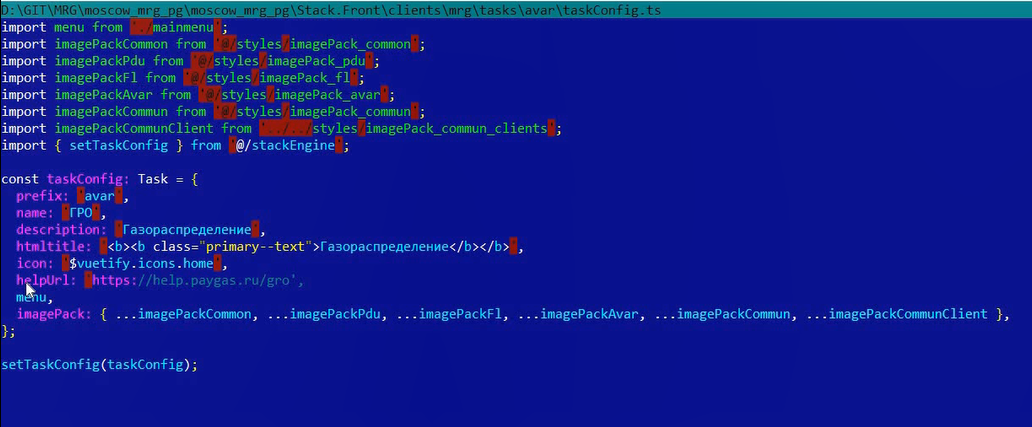 D:\GIT\MRG\moscow_mrg_pg\moscow_mrg_pg\Stack.Front\clients\mrg\tasks\avar\taskConfig.ts
import menu from './mainmenu';
import imagePackCommon from '@/styles/imagePack_common';
import imagePackPdu from '@/styles/imagePack_pdu';
import imagePackFl from '@/styles/imagePack_fl';
import imagePackAvar from '@/styles/imagePack_avar';
import imagePackCommun from '@/styles/imagePack_commun';
import imagePackCommunClient from '../../styles/imagePack_commun_clients';
import { setTaskConfig } from '@/stackEngine';
const taskConfig: Task = {
prefix: 'avar',
name: 'ГРО',
description: 'Газораспределение',
htmltitle: '<b><b class="primary--text">Газораспределение</b></b>',
icon: '$vuetify.icons.home',
helpUrl: 'https://help.paygas.ru/gro',
menu,
imagePack: { ...imagePackCommon, ...imagePackPdu, ...imagePackFl, ...imagePackAvar, ...imagePackCommun, ...imagePackCommunClient },
};
setTaskConfig(taskConfig);